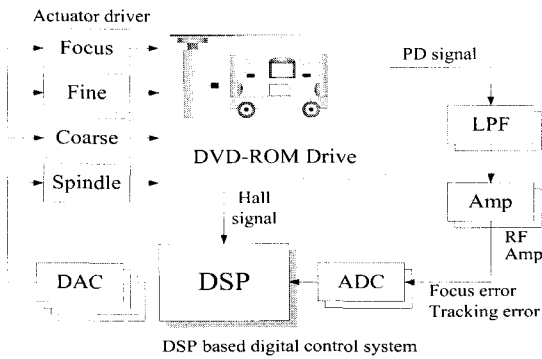 Actuator driver
Focus
Fine
Coarse
Spindle
DVD-ROM Drive
PD signal
LPF
Amp
RF
Amp
Hall
signal
DAC
DSP
ADC
Focus error
Tracking error
DSP based digital control system